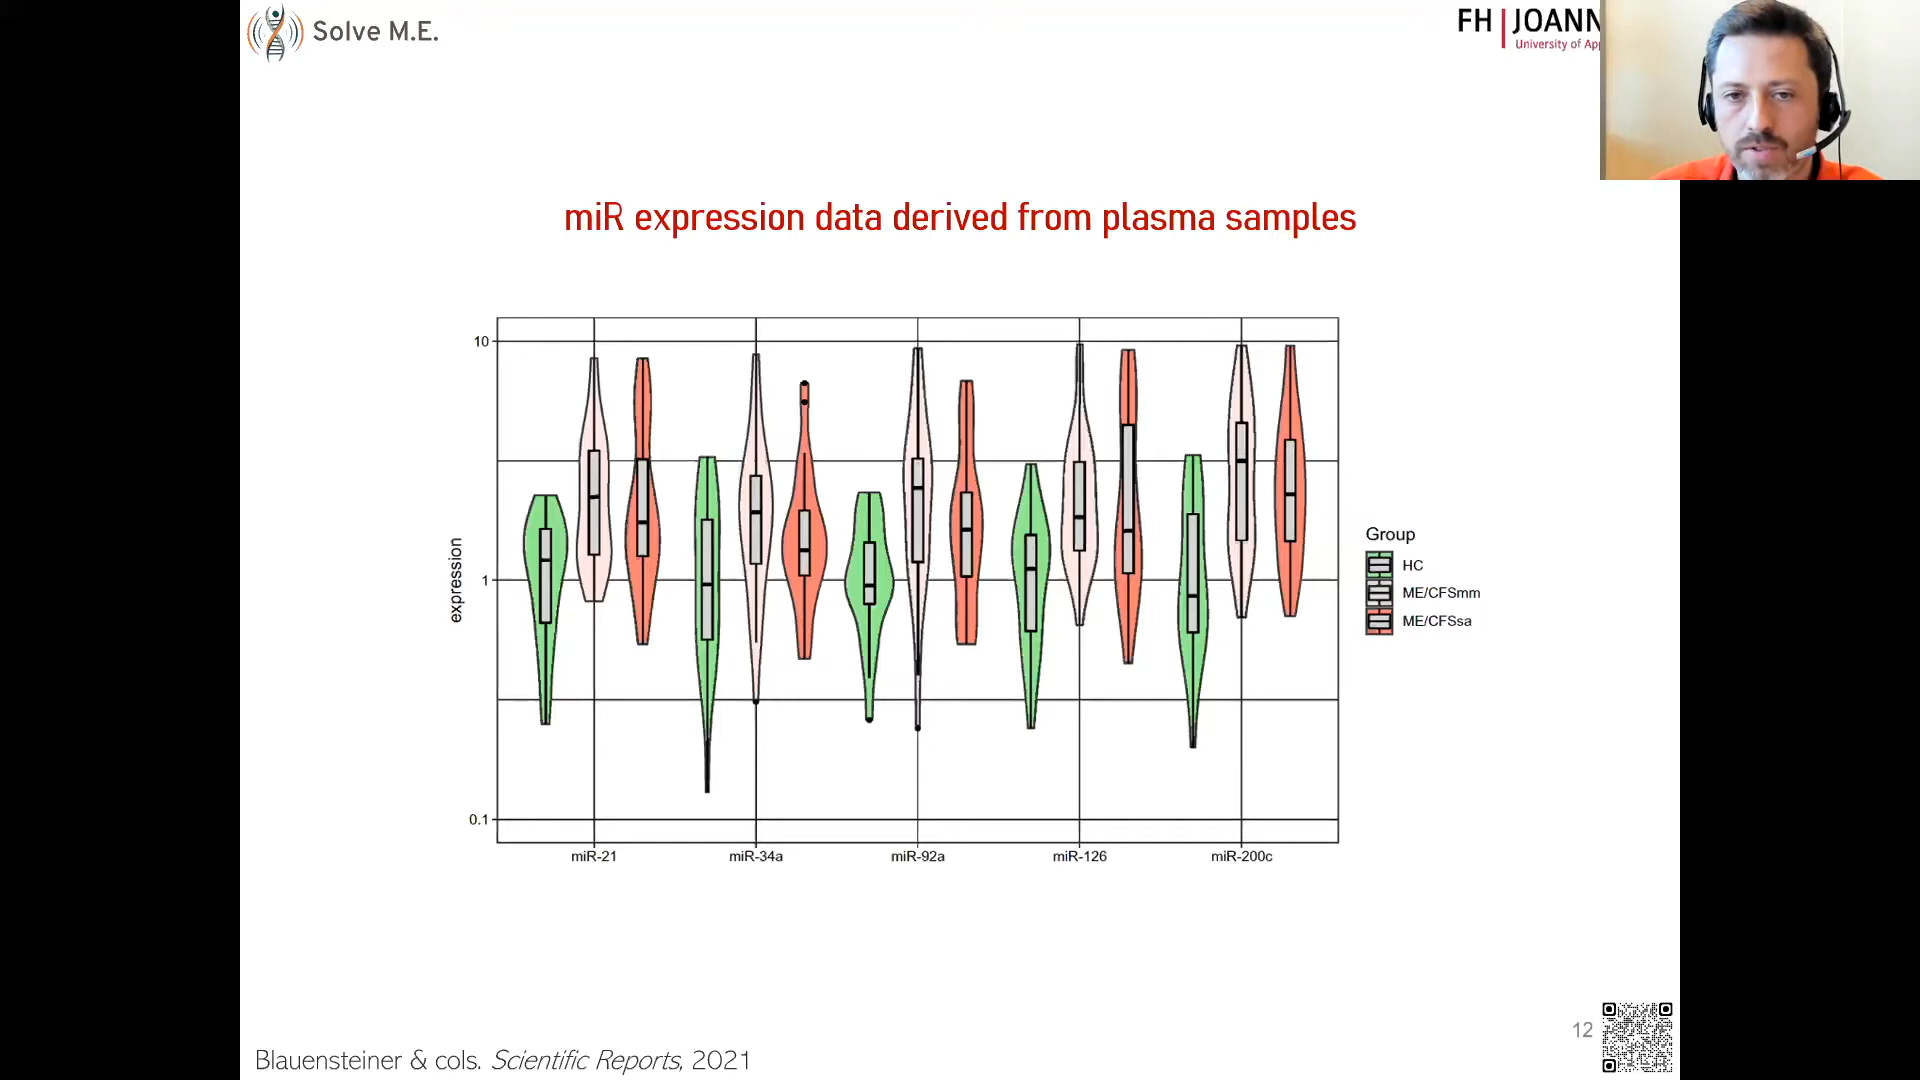 Solve M.E.
FH | JOANN
University of Ap
miR expression data derived from plasma samples
10
1
0.1
expression
miR-21 miR-34a miR-92a miR-126 miR-200c
Group
HC
ME/CFSmm
ME/CFSsa
12
Blauensteiner & cols. Scientific Reports, 2021